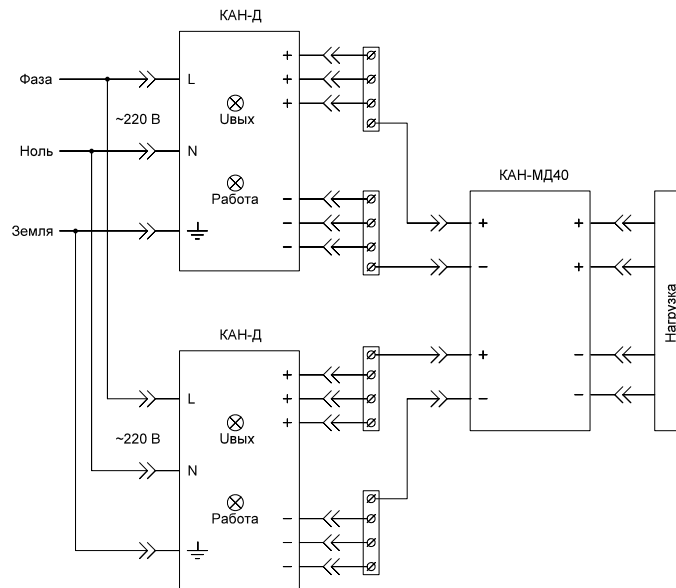 КАН-Д
Фаза
L
+
+
+
~220 В
Uвых
Ноль
N
Работа
Земля
−
−
−
КАН-МД40
+
−
+
−
+
+
−
−
Нагрузка
КАН-Д
L
+
+
+
~220 В
Uвых
N
Работа
−
−
−